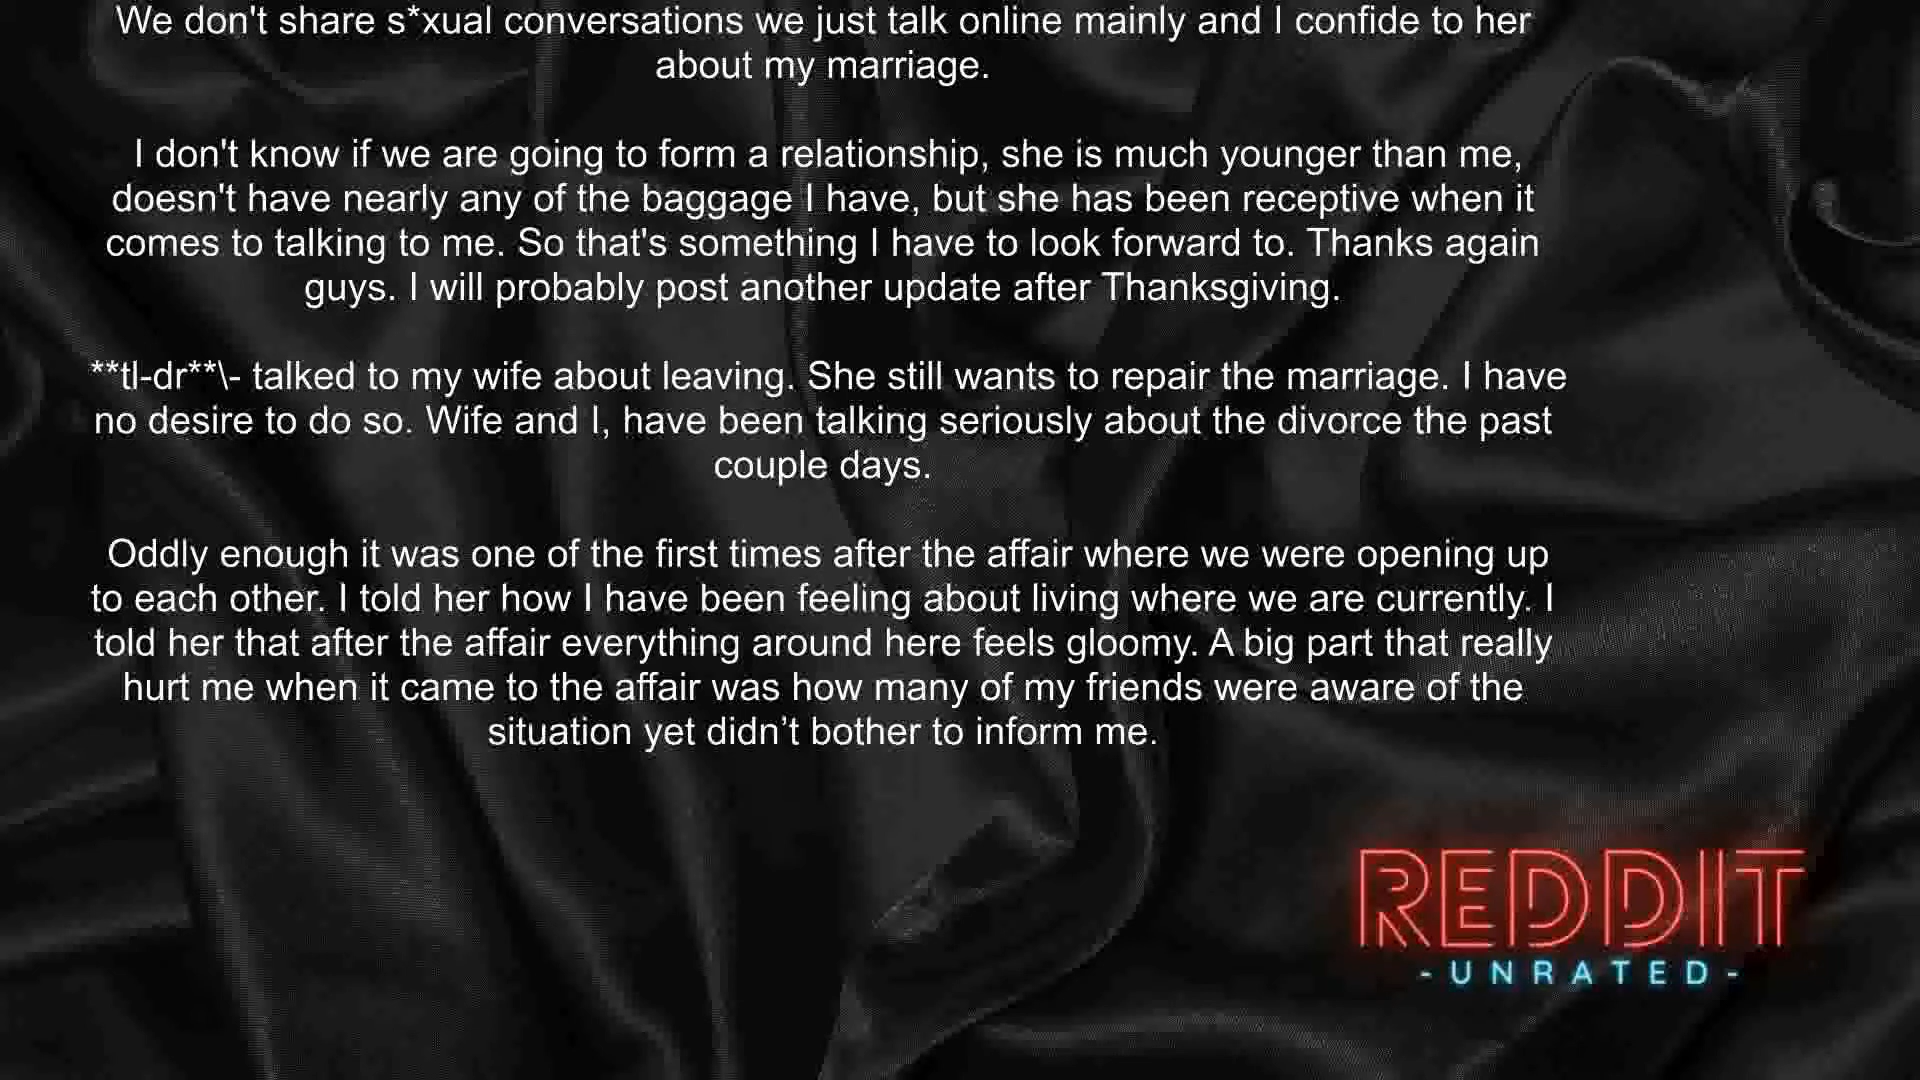 We don't share s*xual conversations we just talk online mainly and I confide to her
about my marriage.
I don't know if we are going to form a relationship, she is much younger than me,
doesn't have nearly any of the baggage I have, but she has been receptive when it
comes to talking to me. So that's something I have to look forward to. Thanks again
guys. I will probably post another update after Thanksgiving.
**tl-dr**\- talked to my wife about leaving. She still wants to repair the marriage. I have
no desire to do so. Wife and I, have been talking seriously about the divorce the past
couple days.
Oddly enough it was one of the first times after the affair where we were opening up
to each other. I told her how I have been feeling about living where we are currently. I
told her that after the affair everything around here feels gloomy. A big part that really
hurt me when it came to the affair was how many of my friends were aware of the
situation yet didn’t bother to inform me.
REDDIT
- UNRATED -